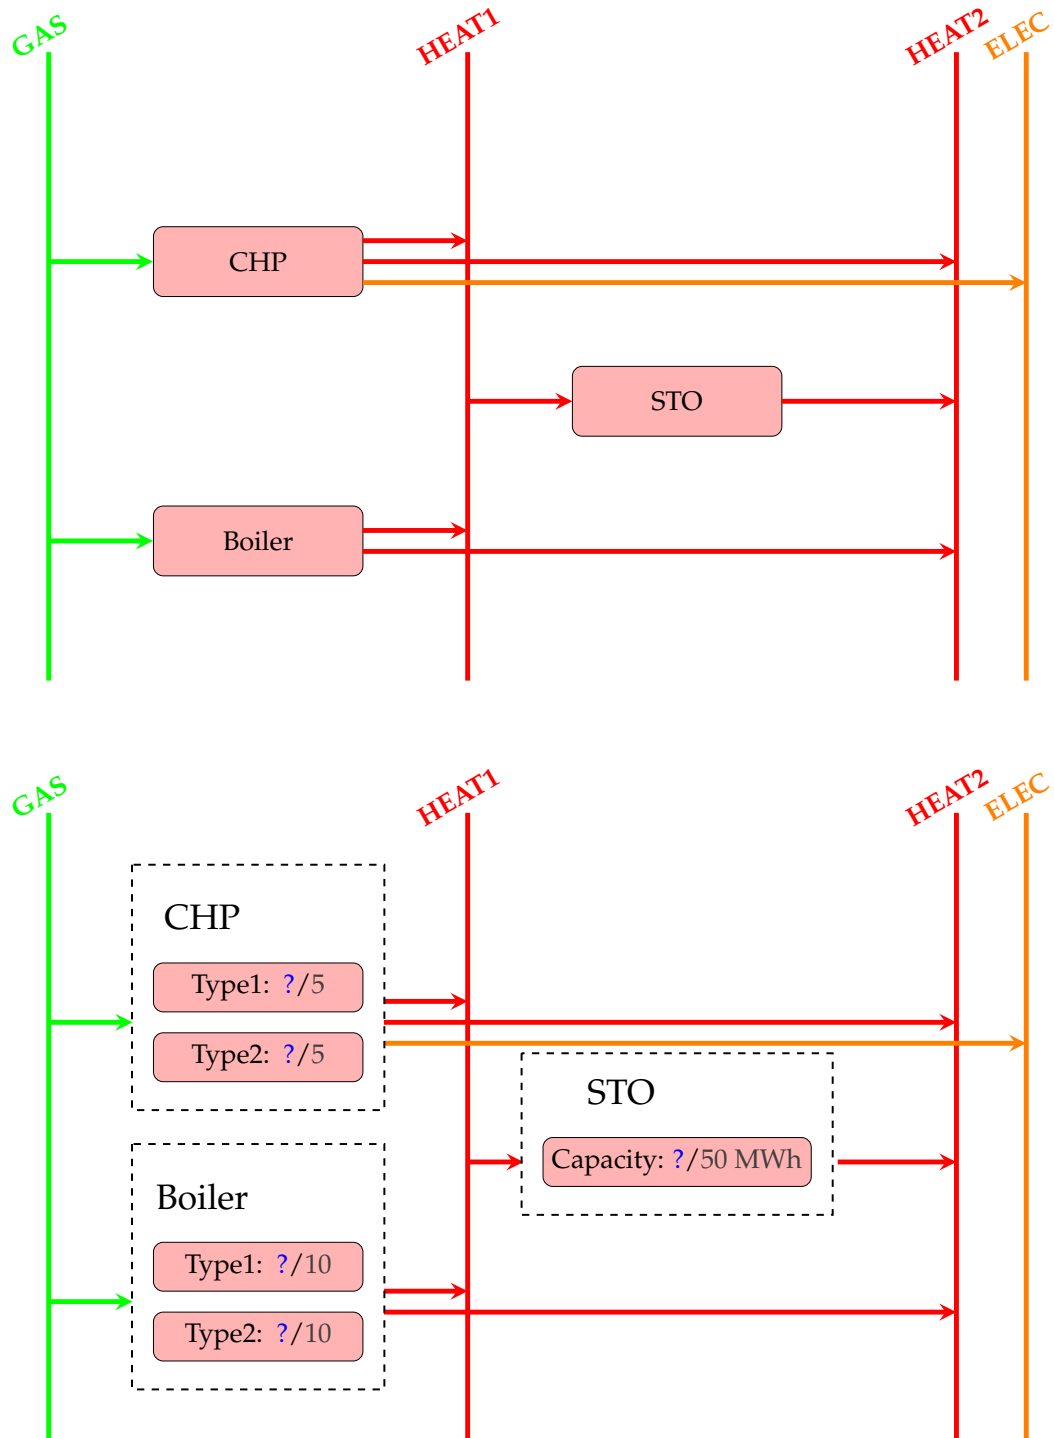 GAS
HEAT1
HEAT2
ELEC
CHP
STO
Boiler
GAS
HEAT1
HEAT2
ELEC
CHP
Type1: ?/5
Type2: ?/5
STO
Capacity: ?/50 MWh
Boiler
Type1: ?/10
Type2: ?/10